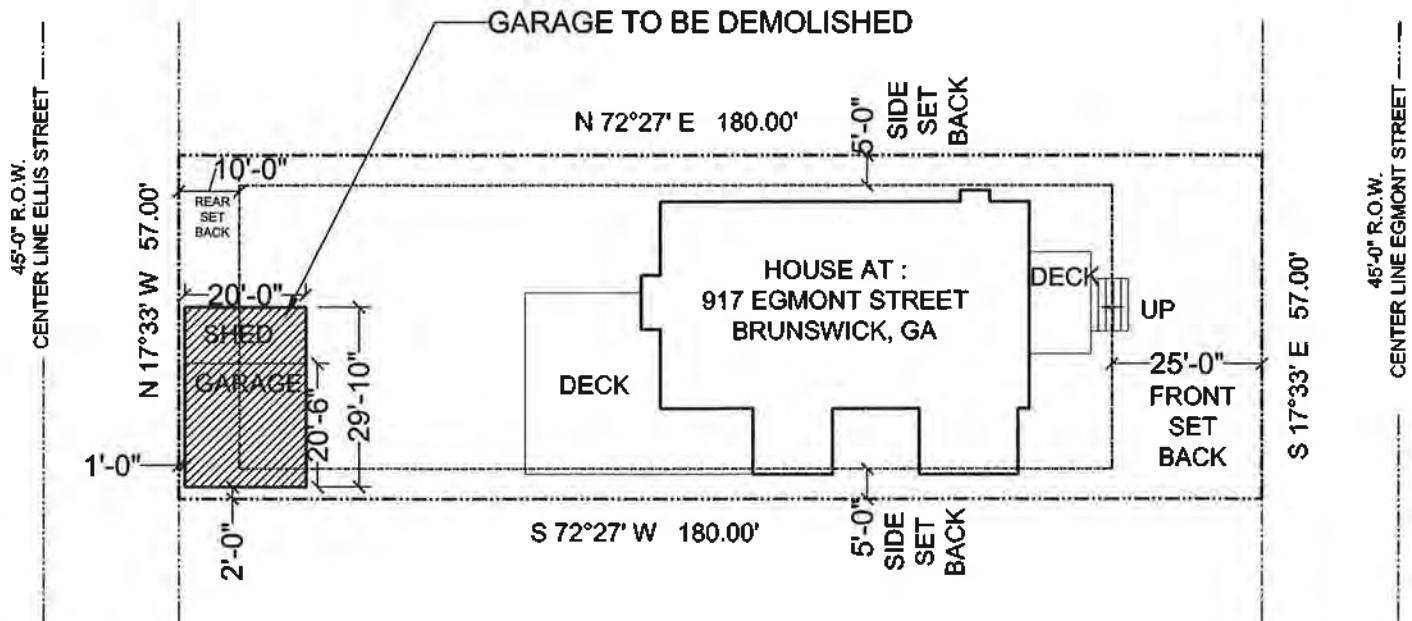 GARAGE TO BE DEMOLISHED
45'-0" R.O.W.
CENTER LINE ELLIS STREET
N 17°33' W 57.00'
N 72°27' E 180.00'
5'-0"
SIDE
SET
BACK
10'-0"
REAR
SET
BACK
20'-0"
SHED
GARAGE
20'-6"
29'-10"
1'-0"
2'-0"
DECK
HOUSE AT :
917 EGMONT STREET
BRUNSWICK, GA
DECK
UP
25'-0"
FRONT
SET
BACK
S 72°27' W 180.00'
5'-0"
SIDE
SET
BACK
S 17°33' E 57.00'
45'-0" R.O.W.
CENTER LINE EGMONT STREET